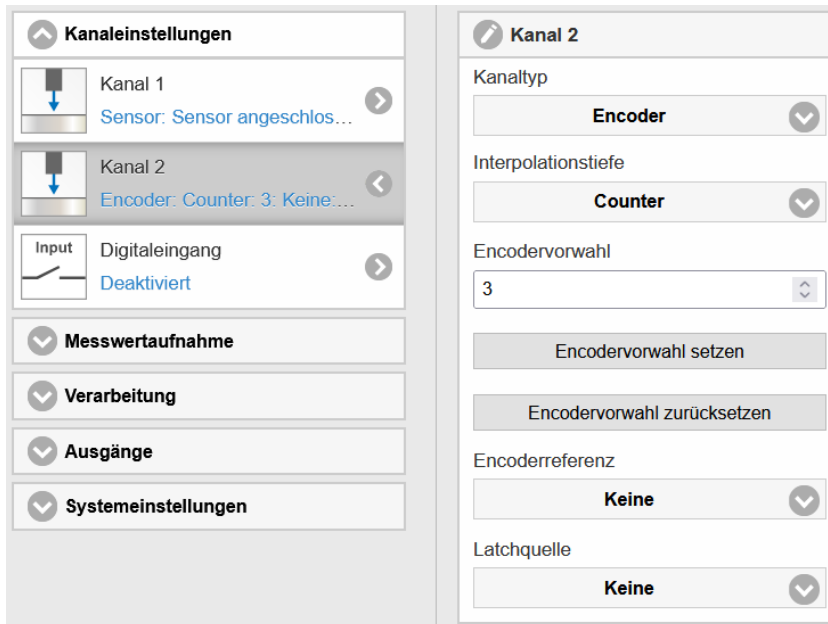 Kanaleinstellungen
Kanal 1
Sensor: Sensor angeschlos...
Kanal 2
Encoder: Counter: 3: Keine:...
Input
Digitaleingang
Deaktiviert
Messwertaufnahme
Verarbeitung
Ausgänge
Systemeinstellungen
Kanal 2
Kanaltyp
Encoder
Interpolationstiefe
Counter
Encodervorwahl
3
Encodervorwahl setzen
Encodervorwahl zurücksetzen
Encoderreferenz
Keine
Latchquelle
Keine